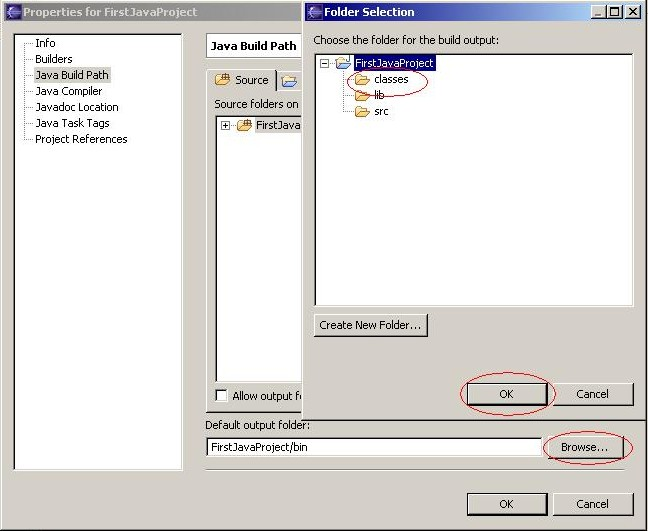 Properties for FirstJavaProject
Info
Builders
Java Build Path
Java Compiler
Javadoc Location
Java Task Tags
Project References
Java Build Path
Source
Source folders on
FirstJava
Allow output f
Default output folder:
FirstJavaProject/bin
Browse...
OK
Cancel
Folder Selection
Choose the folder for the build output:
FirstJavaProject
classes
lib
src
Create New Folder...
OK
Cancel